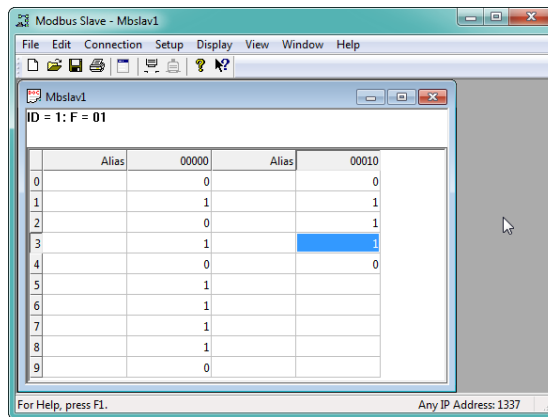 Modbus Slave - Mbslav1
File Edit Connection Setup Display View Window Help
Mbslav1
ID = 1: F = 01
Alias 00000 Alias 00010
0 0 0
1 1 1
2 0 1
3 1 1
4 0 0
5 1
6 1
7 1
8 1
9 0
For Help, press F1. Any IP Address: 1337